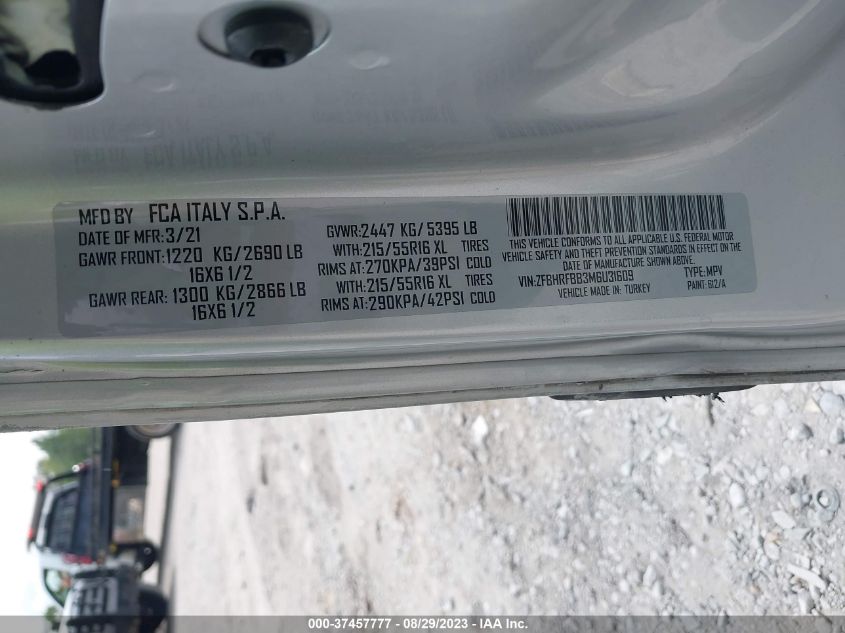 MFD BY FCA ITALY S.P.A.
DATE OF MFR:3/21
GAWR FRONT:1220 KG/2690 LB
16X6 1/2
GAWR REAR: 1300 KG/2866 LB
16X6 1/2
GVWR:2447 KG/5395 LB
WITH:215/55R16 XL TIRES
RIMS AT:270KPA/39PSI COLD
WITH:215/55R16 XL TIRES
RIMS AT:290KPA/42PSI COLD
THIS VEHICLE CONFORMS TO ALL APPLICABLE U.S. FEDERAL MOTOR
VEHICLE SAFETY AND THEFT PREVENTION STANDARDS IN EFFECT ON THE
DATE OF MANUFACTURE SHOWN ABOVE.
VIN:ZFBHRFBB3M6U31609 TYPE:MPV
VEHICLE MADE IN: TURKEY PAINT: 612/A
000-37457777 - 08/29/2023 - IAA Inc.